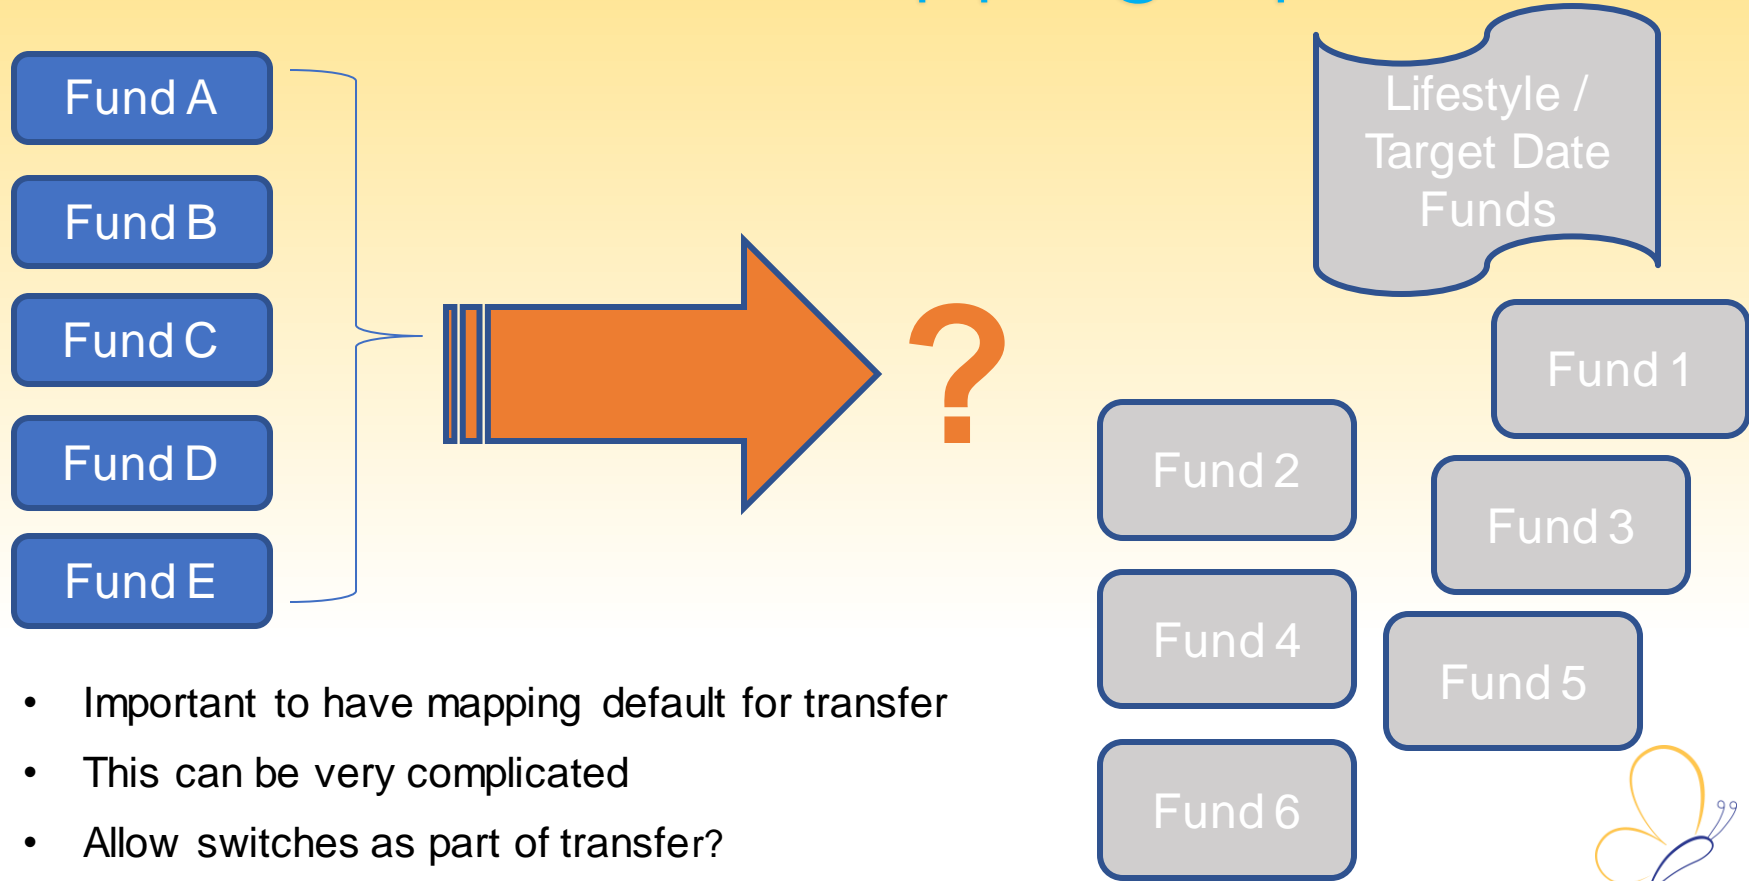 Fund A
Fund B
Fund C
Fund D
Fund E
?
Lifestyle /
Target Date
Funds
Fund 1
Fund 2
Fund 3
Fund 4
Fund 5
Fund 6
• Important to have mapping default for transfer
• This can be very complicated
• Allow switches as part of transfer?